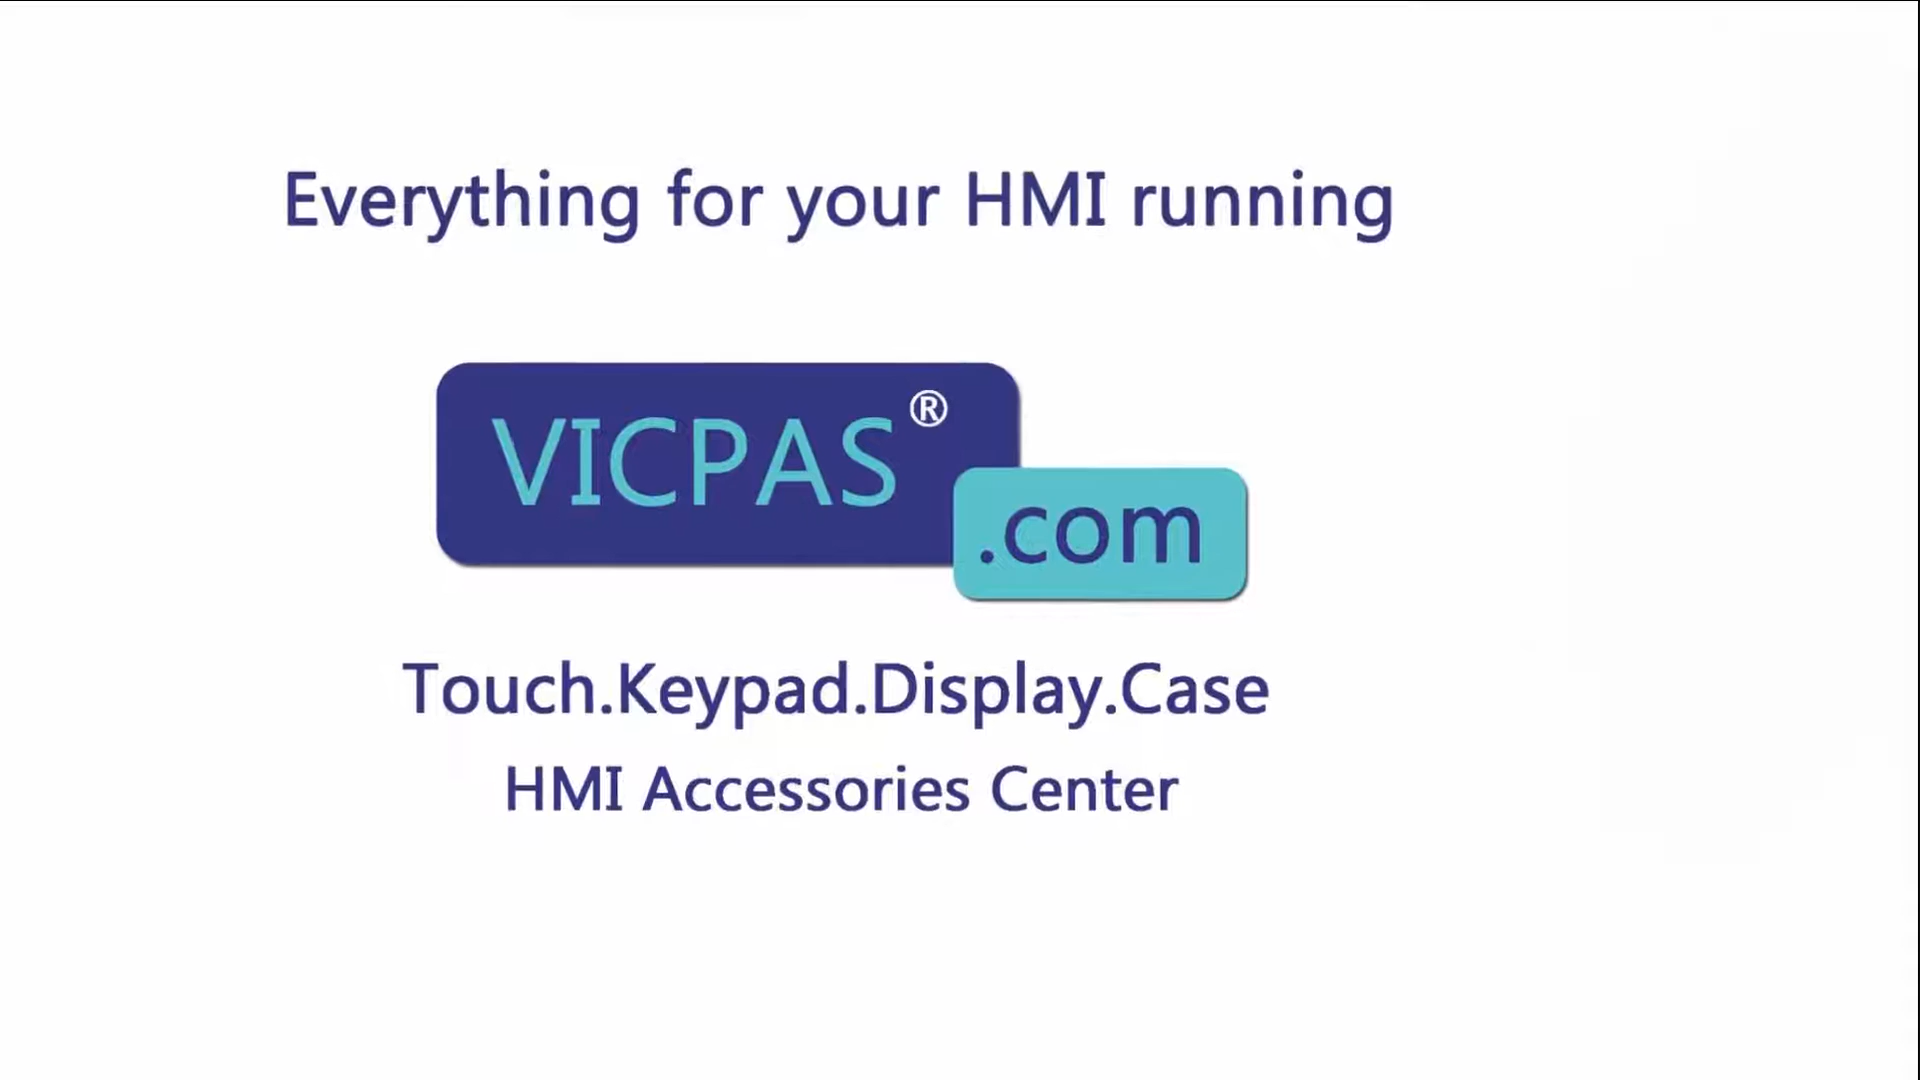 Everything for your HMI running
VICPAS®
.com
Touch.Keypad.Display.Case
HMI Accessories Center